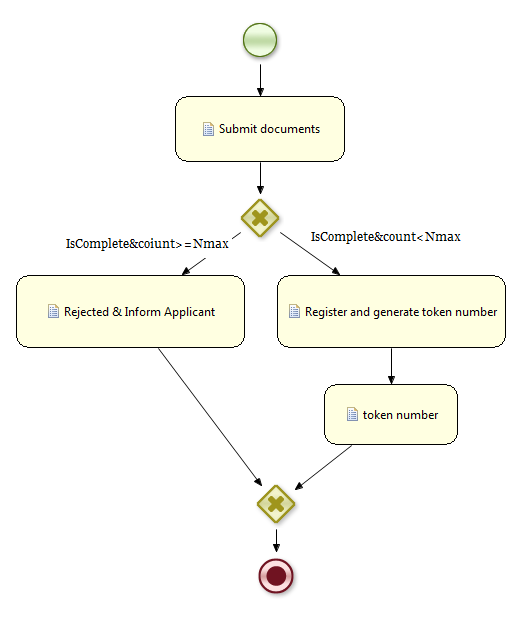 Submit documents
IsComplete&coiunt>=Nmax
IsComplete&count<Nmax
Rejected & Inform Applicant
Register and generate token number
token number